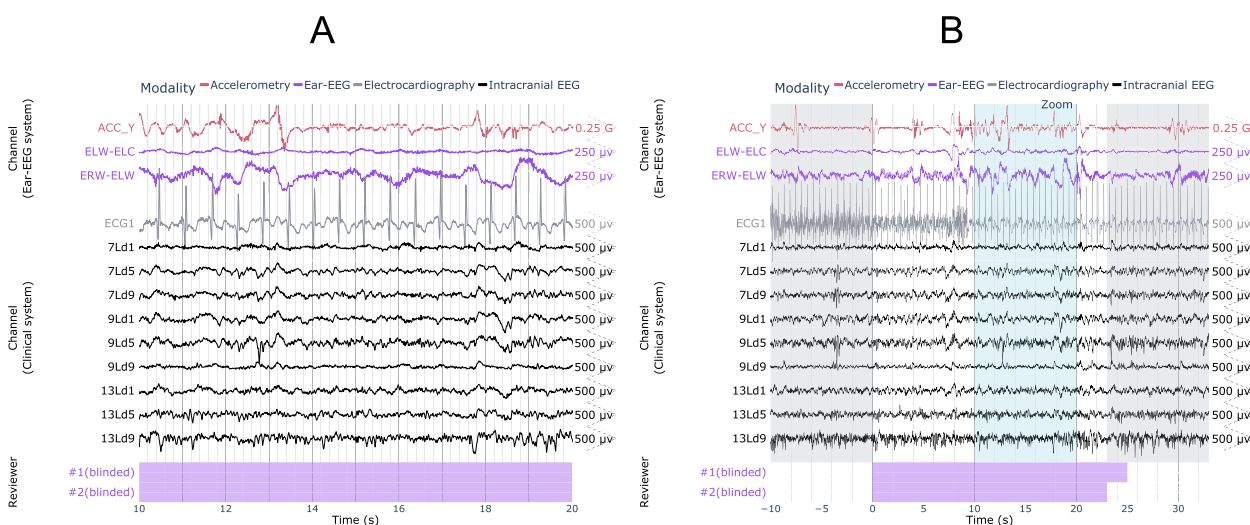 A
B
Modality Accelerometry Ear-EEG Electrocardiography Intracranial EEG
Channel
(Ear-EEG system)
ACC_Y
0.25 G
ELW-ELC
250 μv
ERW-ELW
250 μv
ECG1
500 μv
Channel
(Clinical system)
7Ld1
500 μv
7Ld5
500 μv
7Ld9
500 μv
9Ld1
500 μv
9Ld5
500 μv
9Ld9
500 μv
13Ld1
500 μv
13Ld5
500 μv
13Ld9
500 μv
Reviewer
#1(blinded)
#2(blinded)
10 12 14 16 18 20
Time (s)
Modality Accelerometry Ear-EEG Electrocardiography Intracranial EEG
Zoom
Channel
(Ear-EEG system)
ACC_Y
0.25 G
ELW-ELC
250 μv
ERW-ELW
250 μv
ECG1
500 μv
Channel
(Clinical system)
7Ld1
500 μv
7Ld5
500 μv
7Ld9
500 μv
9Ld1
500 μv
9Ld5
500 μv
9Ld9
500 μv
13Ld1
500 μv
13Ld5
500 μv
13Ld9
500 μv
Reviewer
#1(blinded)
#2(blinded)
−10 −5 0 5 10 15 20 25 30
Time (s)